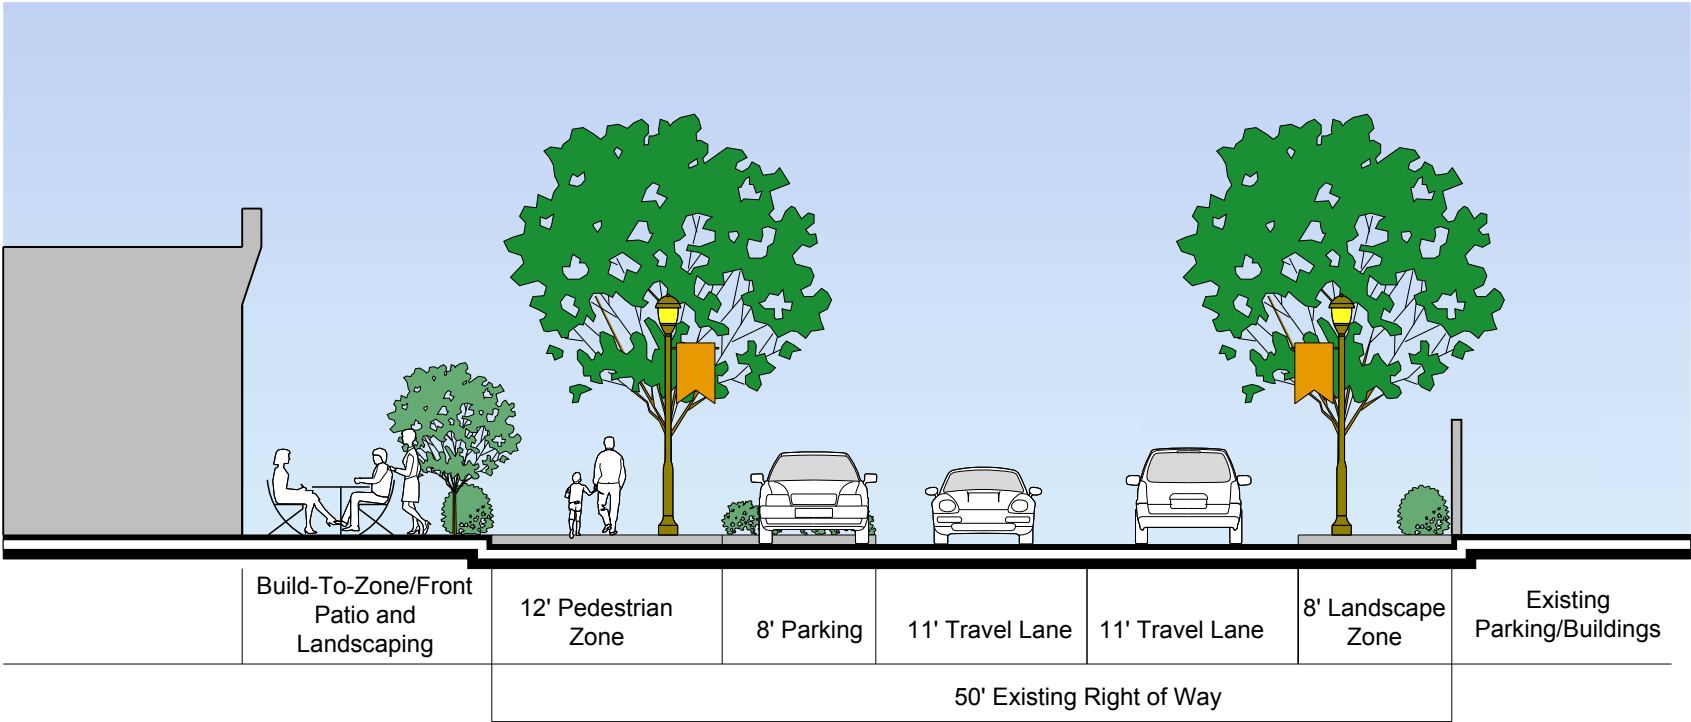 Build-To-Zone/Front
Patio and
Landscaping
12' Pedestrian
Zone
8' Parking
11' Travel Lane
11' Travel Lane
8' Landscape
Zone
Existing
Parking/Buildings
50' Existing Right of Way